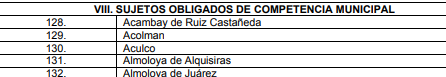 VIII. SUJETOS OBLIGADOS DE COMPETENCIA MUNICIPAL
128. Acambay de Ruiz Castañeda
129. Acolman
130. Aculco
131. Almoloya de Alquisiras
132. Almoloya de Juárez